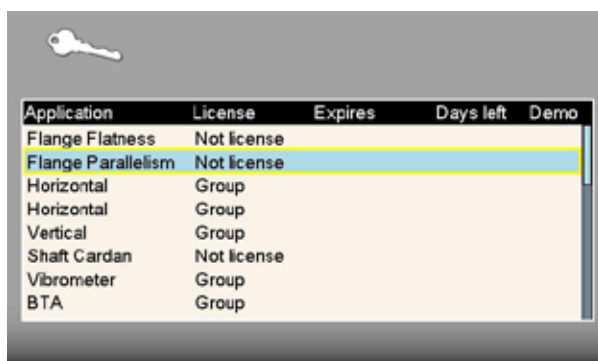 Application License Expires Days left Demo
Flange Flatness Not license
Flange Parallelism Not license
Horizontal Group
Horizontal Group
Vertical Group
Shaft Cardan Not license
Vibrometer Group
BTA Group